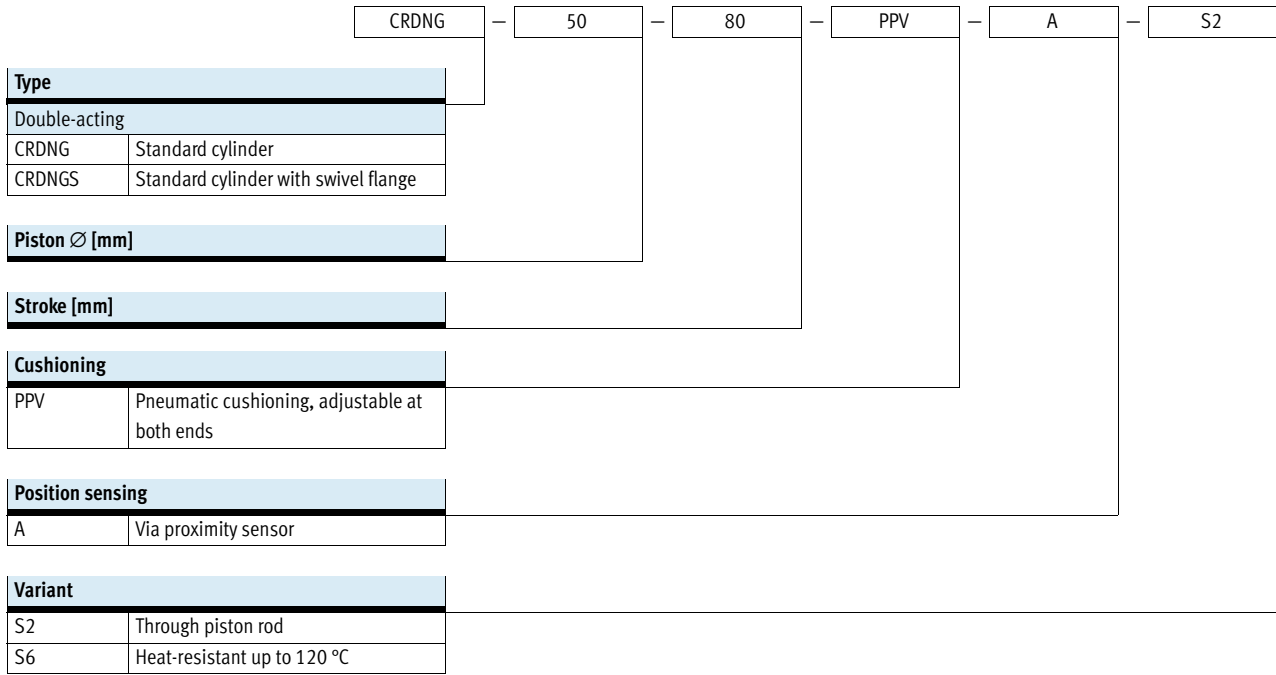 CRDNG – 50 – 80 – PPV – A – S2
Type
Double-acting
CRDNG Standard cylinder
CRDNGS Standard cylinder with swivel flange
Piston ∅ [mm]
Stroke [mm]
Cushioning
PPV Pneumatic cushioning, adjustable at
both ends
Position sensing
A Via proximity sensor
Variant
S2 Through piston rod
S6 Heat-resistant up to 120 °C